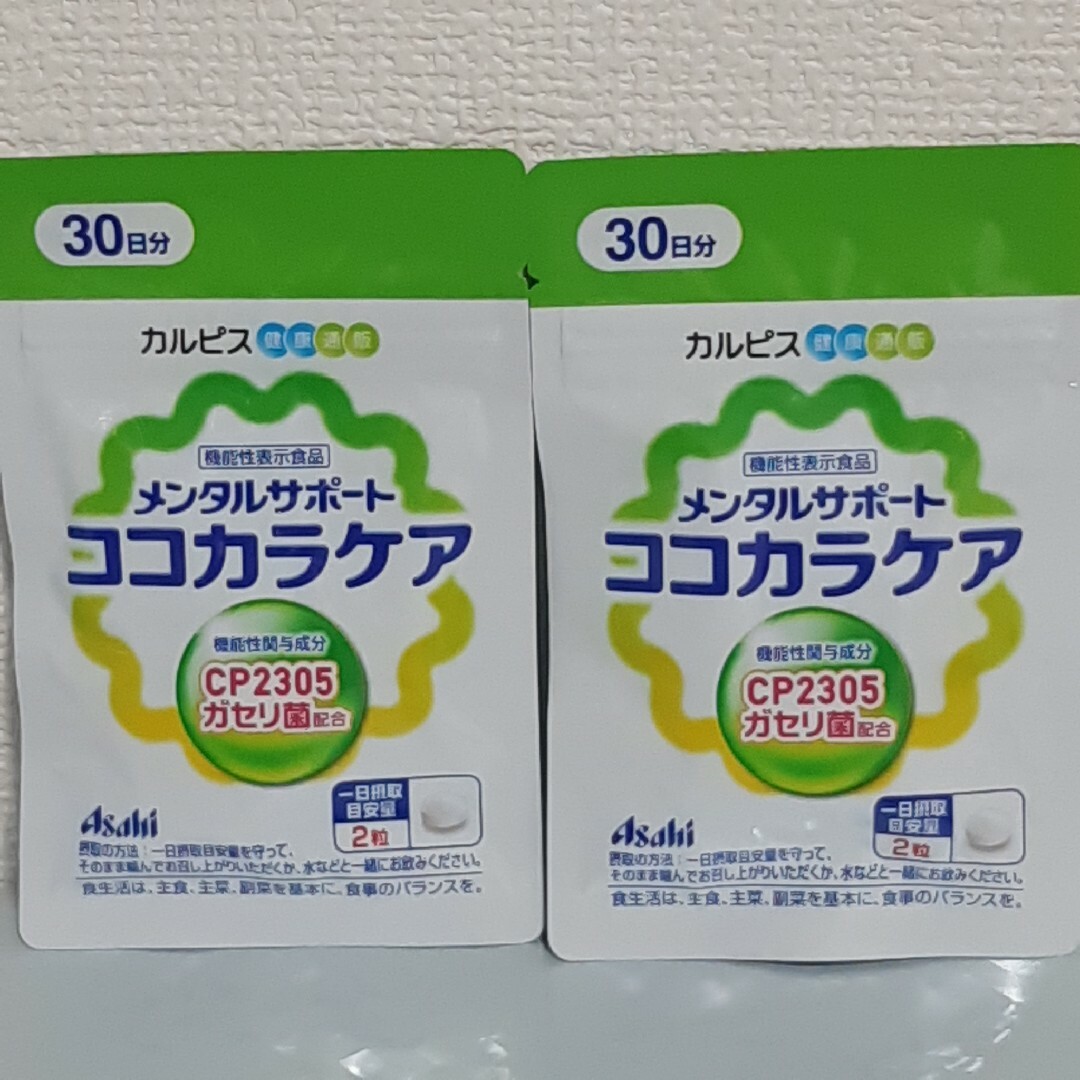 30日分
カルピス健康通販
機能性表示食品
メンタルサポート
ココカラケア
機能性関与成分
CP2305
ガセリ菌配合
一日摂取
目安量
2粒
Asahi
摂取の方法：一日摂取目安量を守って、
そのまま噛んでお召し上がりいただくか、水などと一緒にお飲みください。
食生活は、主食、主菜、副菜を基本に、食事のバランスを。
30日分
カルピス健康通販
機能性表示食品
メンタルサポート
ココカラケア
機能性関与成分
CP2305
ガセリ菌配合
一日摂取
目安量
2粒
Asahi
摂取の方法：一日摂取目安量を守って、
そのまま噛んでお召し上がりいただくか、水などと一緒にお飲みください。
食生活は、主食、主菜、副菜を基本に、食事のバランスを。